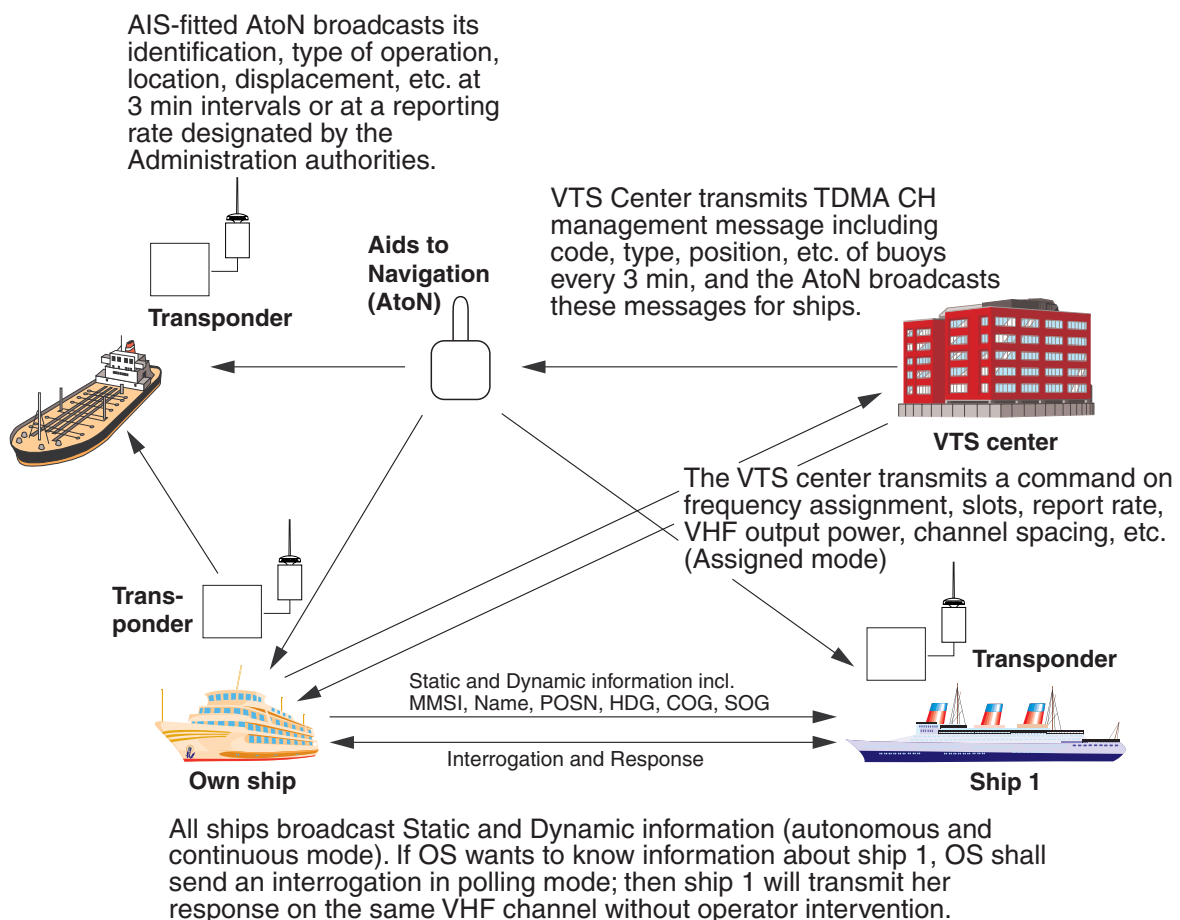 AIS-fitted AtoN broadcasts its
identification, type of operation,
location, displacement, etc. at
3 min intervals or at a reporting
rate designated by the
Administration authorities.
VTS Center transmits TDMA CH
management message including
code, type, position, etc. of buoys
every 3 min, and the AtoN broadcasts
these messages for ships.
Aids to
Navigation
(AtoN)
Transponder
VTS center
The VTS center transmits a command on
frequency assignment, slots, report rate,
VHF output power, channel spacing, etc.
(Assigned mode)
Trans-
ponder
Transponder
Static and Dynamic information incl.
MMSI, Name, POSN, HDG, COG, SOG
Interrogation and Response
Own ship
Ship 1
All ships broadcast Static and Dynamic information (autonomous and
continuous mode). If OS wants to know information about ship 1, OS shall
send an interrogation in polling mode; then ship 1 will transmit her
response on the same VHF channel without operator intervention.